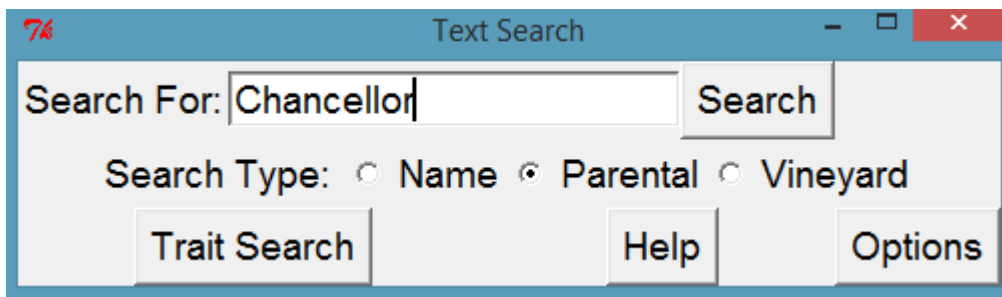 Text Search
Search For: Chancellor Search
Search Type: Name Parental Vineyard
Trait Search Help Options